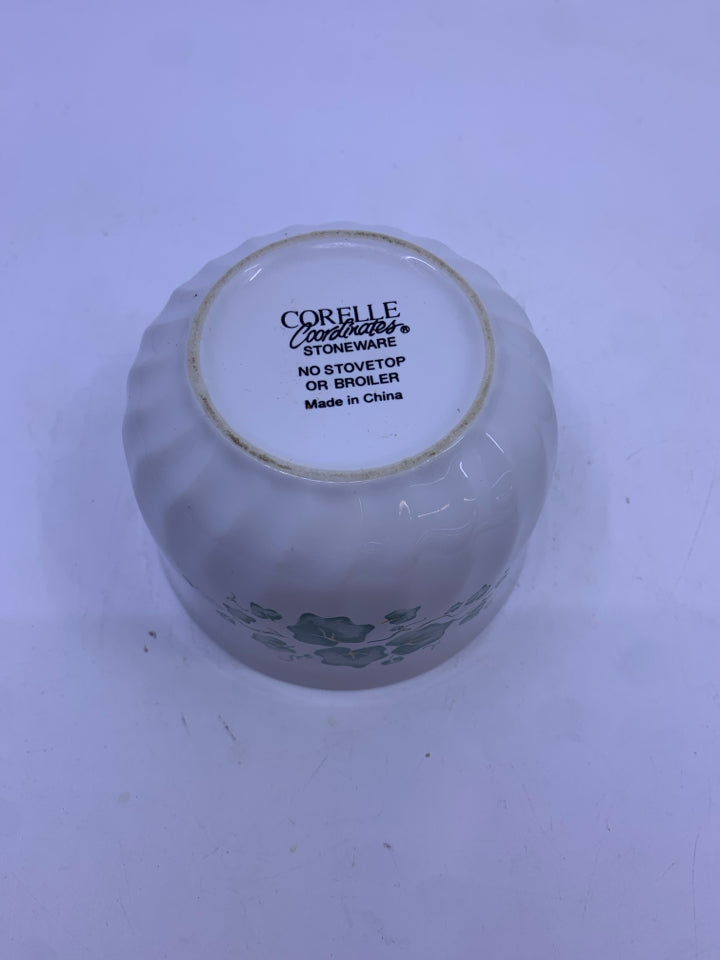 CORELLE
Coordinates®
STONEWARE
NO STOVETOP
OR BROILER
Made in China